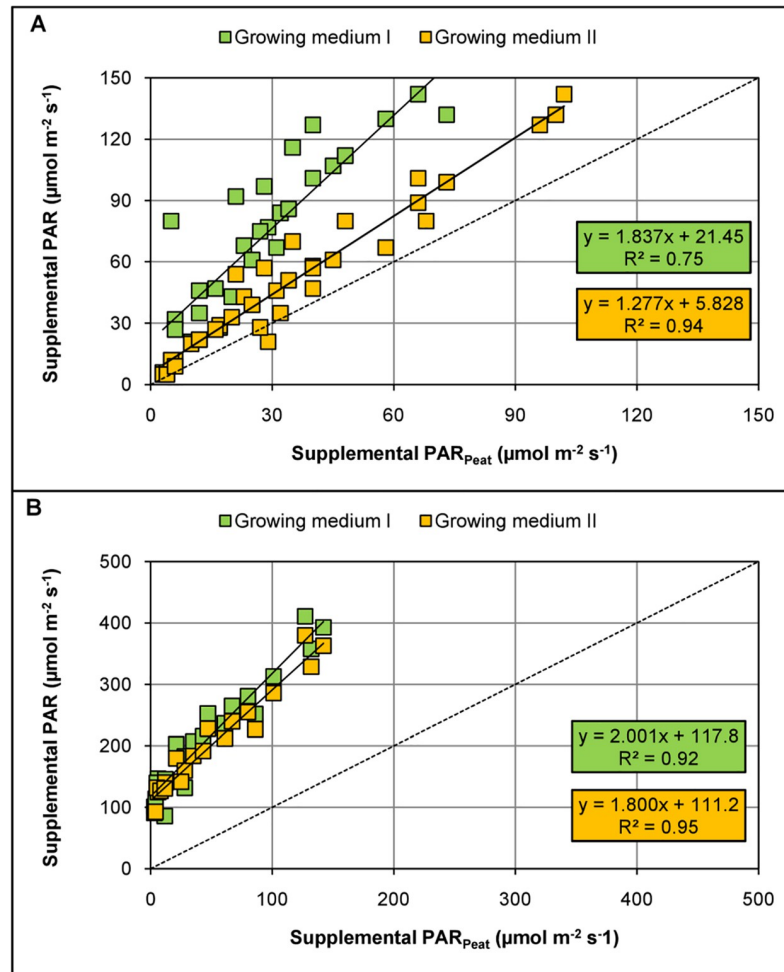 A
Growing medium I Growing medium II
Supplemental PAR (µmol m⁻² s⁻¹)
150
120
90
60
30
0
y = 1.837x + 21.45
R² = 0.75
y = 1.277x + 5.828
R² = 0.94
0 30 60 90 120 150
Supplemental PAR_Peat (µmol m⁻² s⁻¹)
B
Growing medium I Growing medium II
Supplemental PAR (µmol m⁻² s⁻¹)
500
400
300
200
100
0
y = 2.001x + 117.8
R² = 0.92
y = 1.800x + 111.2
R² = 0.95
0 100 200 300 400 500
Supplemental PAR_Peat (µmol m⁻² s⁻¹)